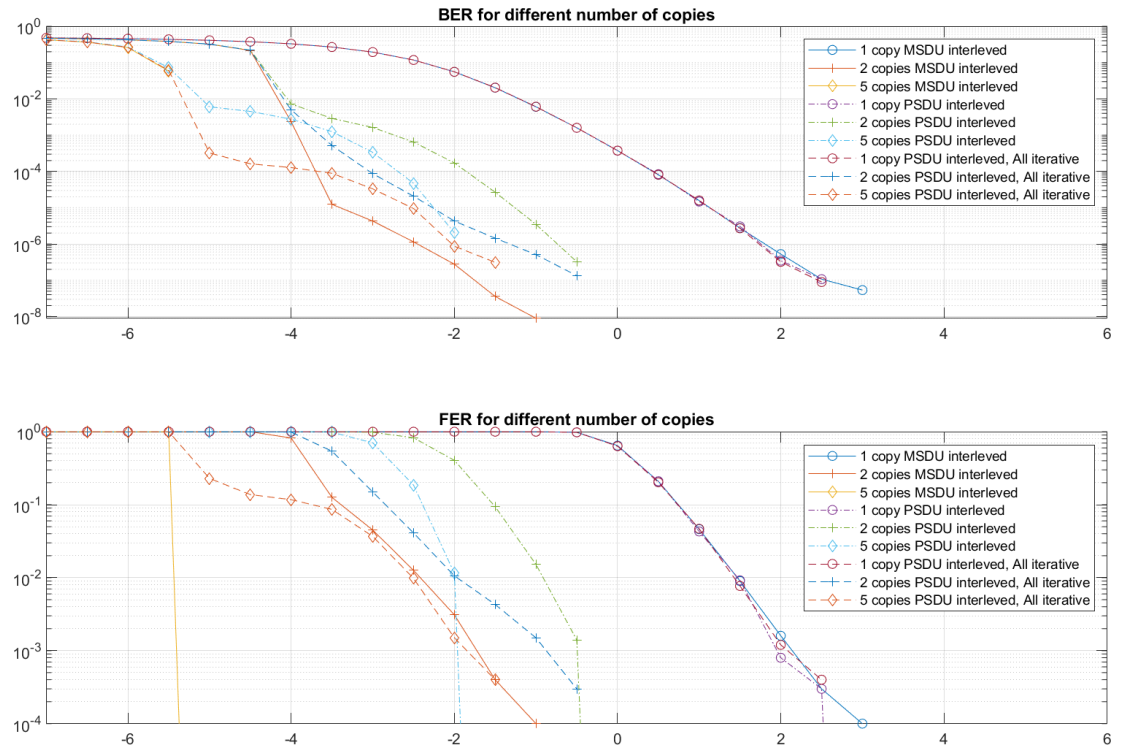 BER for different number of copies
10^0
10^-2
10^-4
10^-6
10^-8
-6
-4
-2
0
2
4
6
1 copy MSDU interleved
2 copies MSDU interleved
5 copies MSDU interleved
1 copy PSDU interleved
2 copies PSDU interleved
5 copies PSDU interleved
1 copy PSDU interleved, All iterative
2 copies PSDU interleved, All iterative
5 copies PSDU interleved, All iterative
FER for different number of copies
10^0
10^-1
10^-2
10^-3
10^-4
-6
-4
-2
0
2
4
6
1 copy MSDU interleved
2 copies MSDU interleved
5 copies MSDU interleved
1 copy PSDU interleved
2 copies PSDU interleved
5 copies PSDU interleved
1 copy PSDU interleved, All iterative
2 copies PSDU interleved, All iterative
5 copies PSDU interleved, All iterative